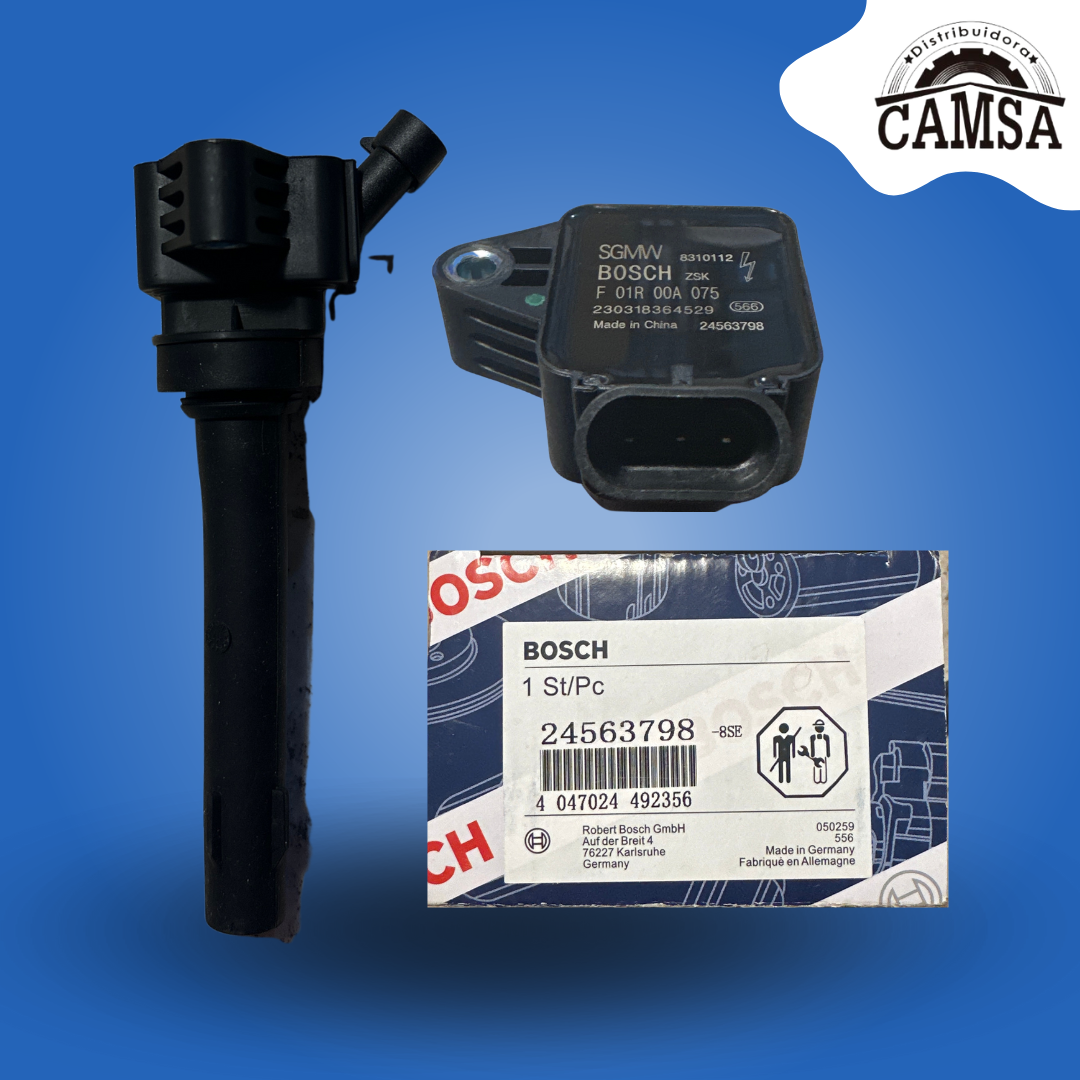 Distribuidora
CAMSA
SGMW 8310112
BOSCH ZSK
F 01R 00A 075
230318364529 566
Made in China 24563798
BOSCH
BOSCH
1 St/Pc
BOSCH
24563798 -8SE
4 047024 492356
Robert Bosch GmbH
Auf der Breit 4
76227 Karlsruhe
Germany
050259
556
Made in Germany
Fabriquè en Allemagne
CH